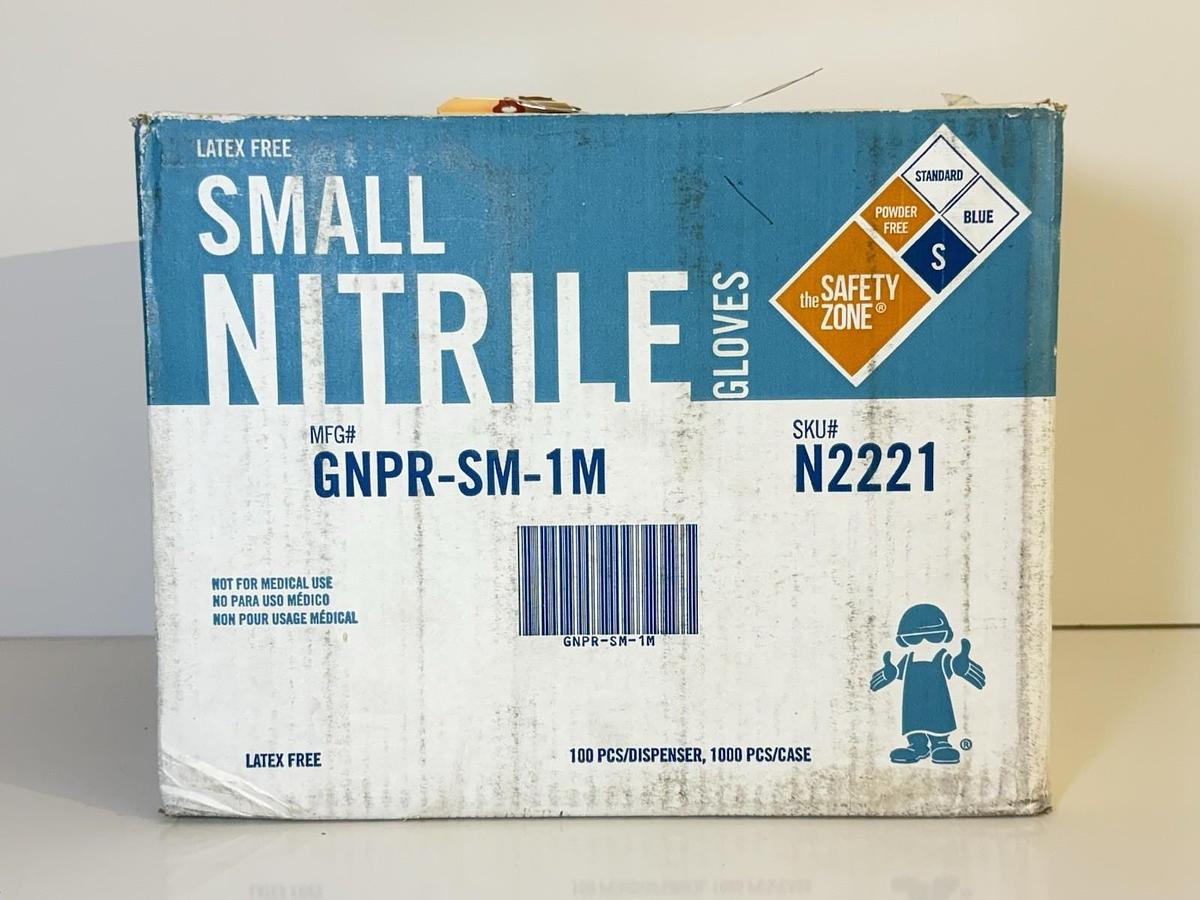 LATEX FREE
SMALL
NITRILE
GLOVES
STANDARD
POWDER
FREE
BLUE
S
the SAFETY
ZONE®
MFG#
GNPR-SM-1M
SKU#
N2221
GNPR-SM-1M
NOT FOR MEDICAL USE
NO PARA USO MÉDICO
NON POUR USAGE MÉDICAL
®
LATEX FREE
100 PCS/DISPENSER, 1000 PCS/CASE